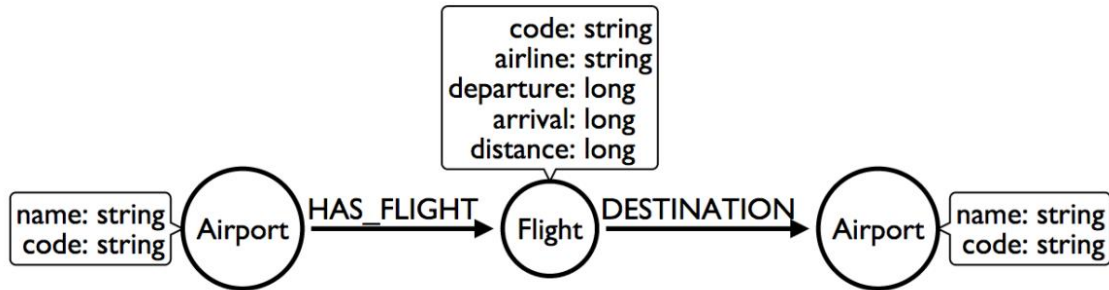 code: string
airline: string
departure: long
arrival: long
distance: long
name: string
code: string
Airport
HAS_FLIGHT
Flight
DESTINATION
Airport
name: string
code: string